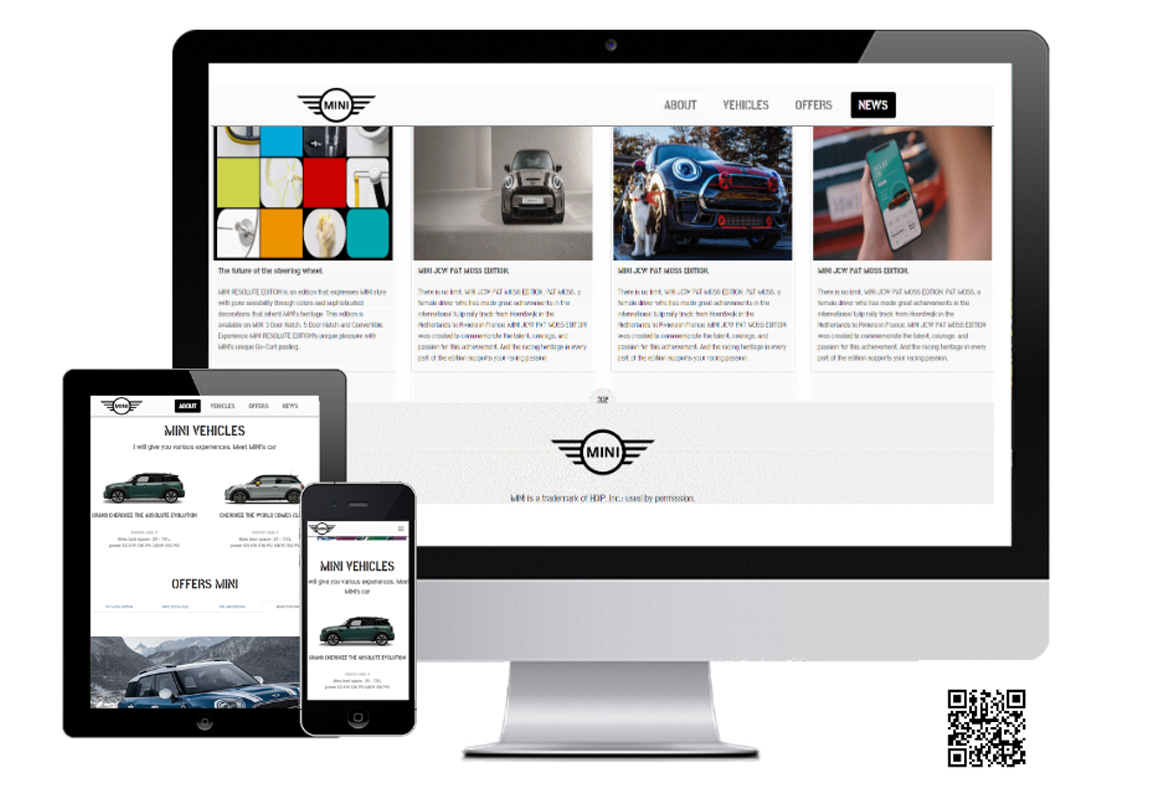 MINI
ABOUT VEHICLES OFFERS NEWS
The future of the steering wheel.
MINI RESOLUTE EDITION is an edition that expresses MINI style
with pure sensibility through colors and sophisticated
decorations that inherit MINI's heritage. This edition is
available on MINI 3 Door Hatch, 5 Door Hatch and Convertible.
Experience MINI RESOLUTE EDITION's unique pleasure with
MINI's unique Go-Cart peeling.
MINI JCW PAT MOSS EDITION.
There is no limit, MINI JCW PAT MOSS EDITION. PAT MOSS, a
female driver who has made great achievements in the
international tulip rally track from Noordwijk in the
Netherlands to Riviera in France. MINI JCW PAT MOSS EDITION
was created to commemorate the talent, courage, and
passion for this achievement. And the racing heritage in every
part of the edition supports your racing passion.
MINI JCW PAT MOSS EDITION.
There is no limit, MINI JCW PAT MOSS EDITION. PAT MOSS, a
female driver who has made great achievements in the
international tulip rally track from Noordwijk in the
Netherlands to Riviera in France. MINI JCW PAT MOSS EDITION
was created to commemorate the talent, courage, and
passion for this achievement. And the racing heritage in every
part of the edition supports your racing passion.
MINI JCW PAT MOSS EDITION.
There is no limit, MINI JCW PAT MOSS EDITION. PAT MOSS, a
female driver who has made great achievements in the
international tulip rally track from Noordwijk in the
Netherlands to Riviera in France. MINI JCW PAT MOSS EDITION
was created to commemorate the talent, courage, and
passion for this achievement. And the racing heritage in every
part of the edition supports your racing passion.
TOP
MINI
MINI is a trademark of HDIP, Inc.: used by permission.
MINI
ABOUT VEHICLES OFFERS NEWS
MINI VEHICLES
I will give you various experiences. Meet MINI's car
GRAND CHEROKEE THE ABSOLUTE EVOLUTION
CHEROKEE THE WORLD COMES
OFFERS MINI
MINI
MINI VEHICLES
will give you various experiences. Meet
MINI's car
GRAND CHEROKEE THE ABSOLUTE EVOLUTION